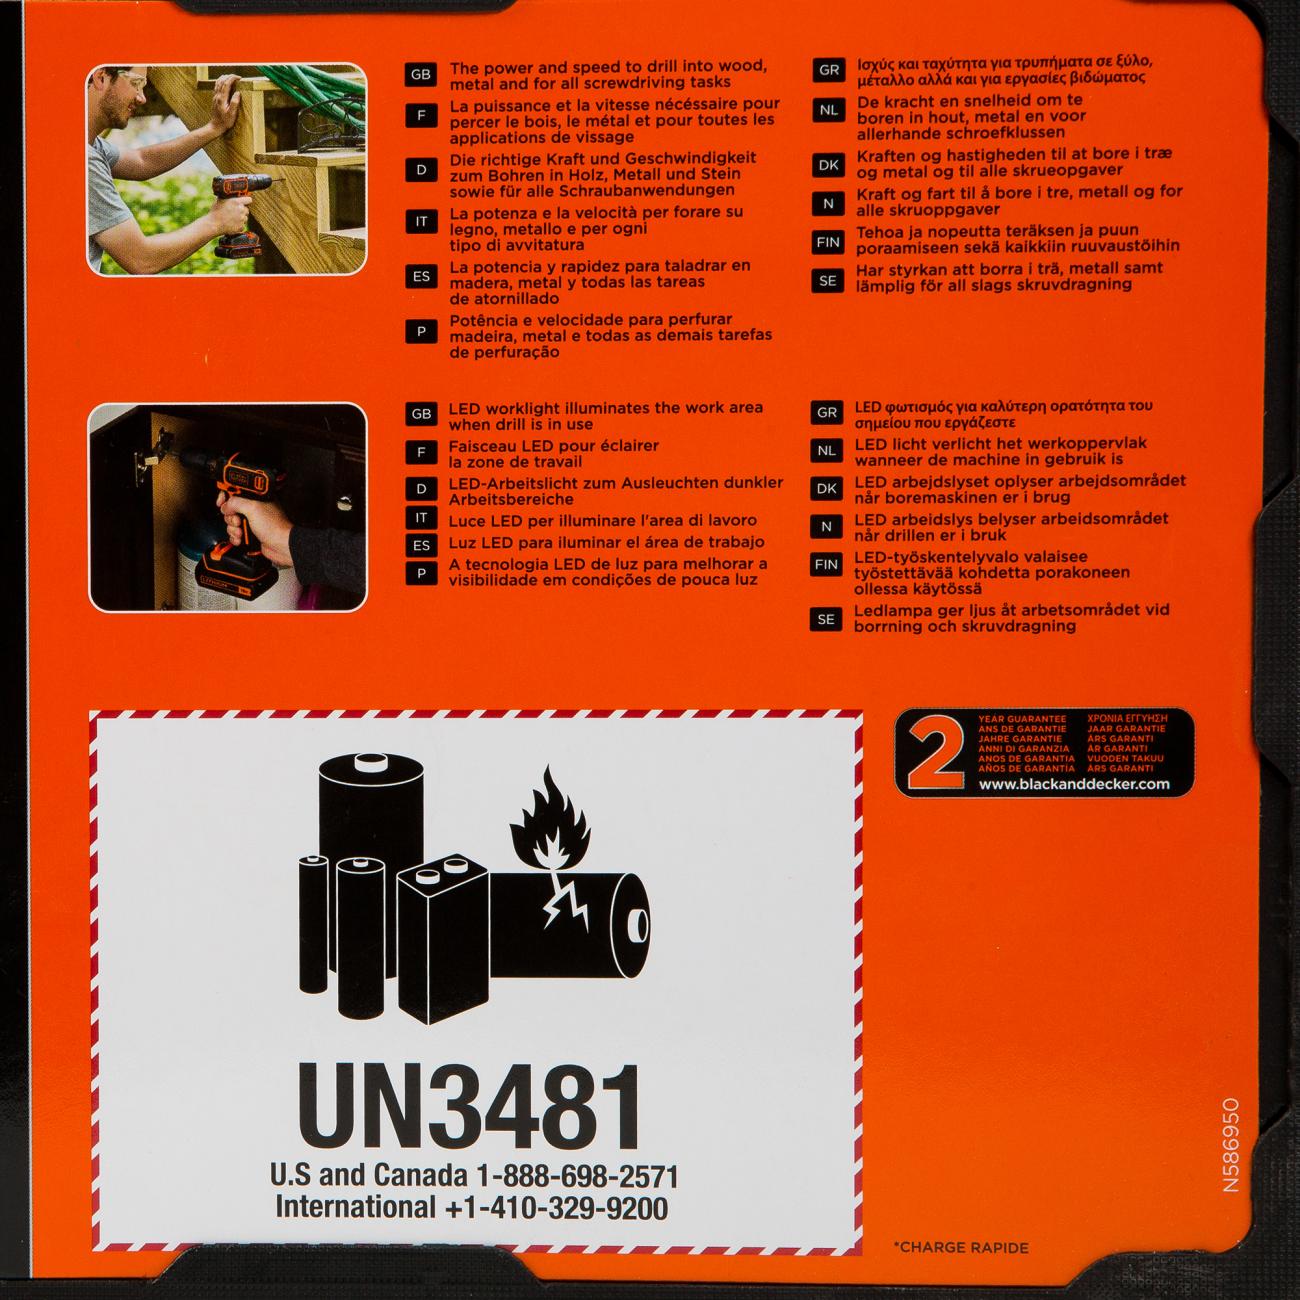 GB
The power and speed to drill into wood,
metal and for all screwdriving tasks
F
La puissance et la vitesse nécéssaire pour
percer le bois, le métal et pour toutes les
applications de vissage
D
Die richtige Kraft und Geschwindigkeit
zum Bohren in Holz, Metall und Stein
sowie für alle Schraubanwendungen
IT
La potenza e la velocità per forare su
legno, metallo e per ogni
tipo di avvitatura
ES
La potencia y rapidez para taladrar en
madera, metal y todas las tareas
de atornillado
P
Potência e velocidade para perfurar
madeira, metal e todas as demais tarefas
de perfuração
GR
Ισχύς και ταχύτητα για τρυπήματα σε ξύλο,
μέταλλο αλλά και για εργασίες βιδώματος
NL
De kracht en snelheid om te
boren in hout, metal en voor
allerhande schroefklussen
DK
Kraften og hastigheden til at bore i træ
og metal og til alle skrueopgaver
N
Kraft og fart til å bore i tre, metall og for
alle skruoppgaver
FIN
Tehoa ja nopeutta teräksen ja puun
poraamiseen sekä kaikkiin ruuvaustöihin
SE
Har styrkan att borra i trä, metall samt
lämplig för all slags skruvdragning
GB
LED worklight illuminates the work area
when drill is in use
F
Faisceau LED pour éclairer
la zone de travail
D
LED-Arbeitslicht zum Ausleuchten dunkler
Arbeitsbereiche
IT
Luce LED per illuminare l'area di lavoro
ES
Luz LED para iluminar el área de trabajo
P
A tecnologia LED de luz para melhorar a
visibilidade em condições de pouca luz
GR
LED φωτισμός για καλύτερη ορατότητα του
σημείου που εργάζεστε
NL
LED licht verlicht het werkoppervlak
wanneer de machine in gebruik is
DK
LED arbejdslyset oplyser arbejdsområdet
når boremaskinen er i brug
N
LED arbeidslys belyser arbeidsområdet
når drillen er i bruk
FIN
LED-työskentelyvalo valaisee
työstettävää kohdetta porakoneen
ollessa käytössä
SE
Ledlampa ger ljus åt arbetsområdet vid
borrning och skruvdragning
2
YEAR GUARANTEE
ANS DE GARANTIE
JAHRE GARANTIE
ANNI DI GARANZIA
ANOS DE GARANTIA
AÑOS DE GARANTÍA
ΧΡΟΝΙΑ ΕΓΓΥΗΣΗ
JAAR GARANTIE
ÅRS GARANTI
ÅR GARANTI
VUODEN TAKUU
ÅRS GARANTI
www.blackanddecker.com
UN3481
U.S and Canada 1-888-698-2571
International +1-410-329-9200
N586950
*CHARGE RAPIDE